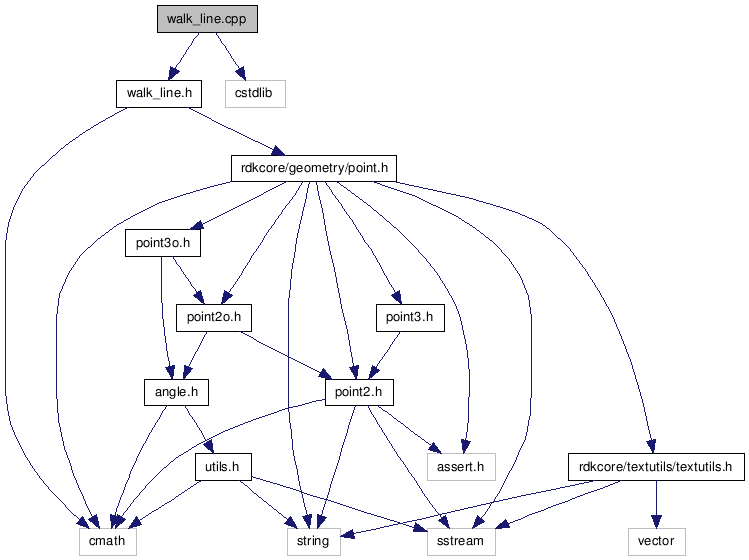 walk_line.cpp
walk_line.h
cstdlib
rdkcore/geometry/point.h
point3o.h
point2o.h
point3.h
angle.h
point2.h
utils.h
assert.h
rdkcore/textutils/textutils.h
cmath
string
sstream
vector